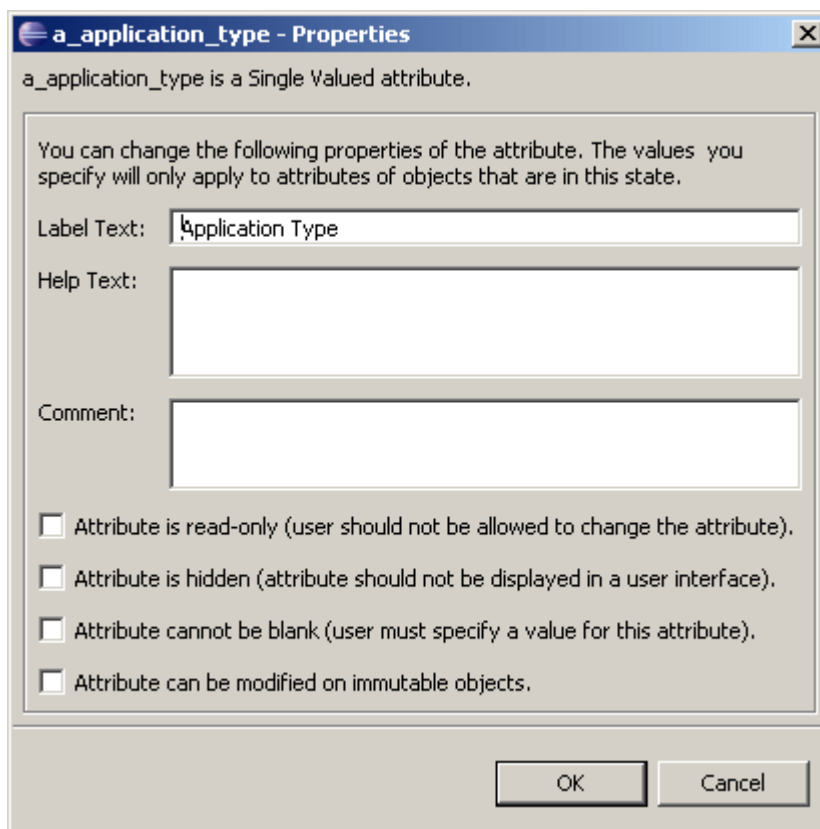 a_application_type - Properties
a_application_type is a Single Valued attribute.
You can change the following properties of the attribute. The values  you
specify will only apply to attributes of objects that are in this state.
Label Text: Application Type
Help Text:
Comment:
Attribute is read-only (user should not be allowed to change the attribute).
Attribute is hidden (attribute should not be displayed in a user interface).
Attribute cannot be blank (user must specify a value for this attribute).
Attribute can be modified on immutable objects.
OK Cancel